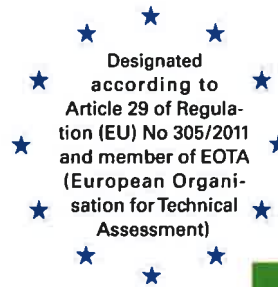 Designated
according to
Article 29 of Regula-
tion (EU) No 305/2011
and member of EOTA
(European Organi-
sation for Technical
Assessment)